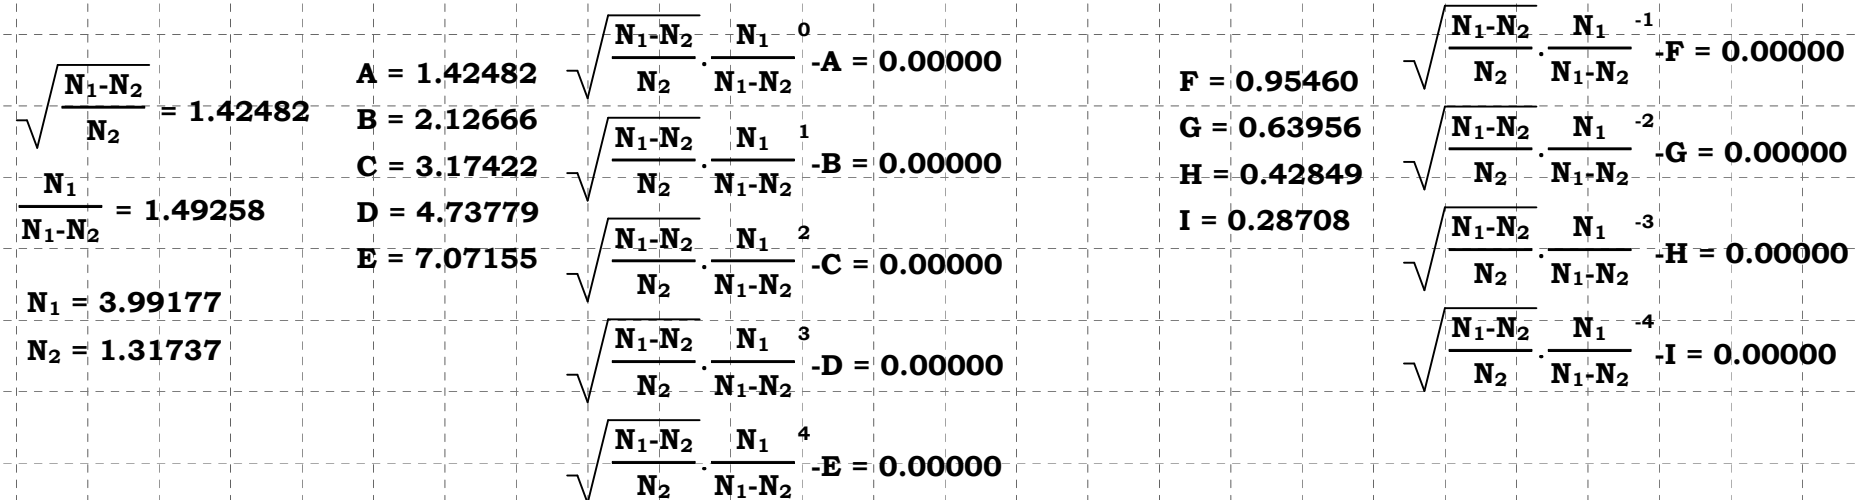 √((N₁-N₂)/N₂) = 1.42482
N₁/(N₁-N₂) = 1.49258
N₁ = 3.99177
N₂ = 1.31737
A = 1.42482
B = 2.12666
C = 3.17422
D = 4.73779
E = 7.07155
√((N₁-N₂)/N₂)·N₁/(N₁-N₂) ⁰ -A = 0.00000
√((N₁-N₂)/N₂)·N₁/(N₁-N₂) ¹ -B = 0.00000
√((N₁-N₂)/N₂)·N₁/(N₁-N₂) ² -C = 0.00000
√((N₁-N₂)/N₂)·N₁/(N₁-N₂) ³ -D = 0.00000
√((N₁-N₂)/N₂)·N₁/(N₁-N₂) ⁴ -E = 0.00000
F = 0.95460
G = 0.63956
H = 0.42849
I = 0.28708
√((N₁-N₂)/N₂)·N₁/(N₁-N₂) ⁻¹ -F = 0.00000
√((N₁-N₂)/N₂)·N₁/(N₁-N₂) ⁻² -G = 0.00000
√((N₁-N₂)/N₂)·N₁/(N₁-N₂) ⁻³ -H = 0.00000
√((N₁-N₂)/N₂)·N₁/(N₁-N₂) ⁻⁴ -I = 0.00000